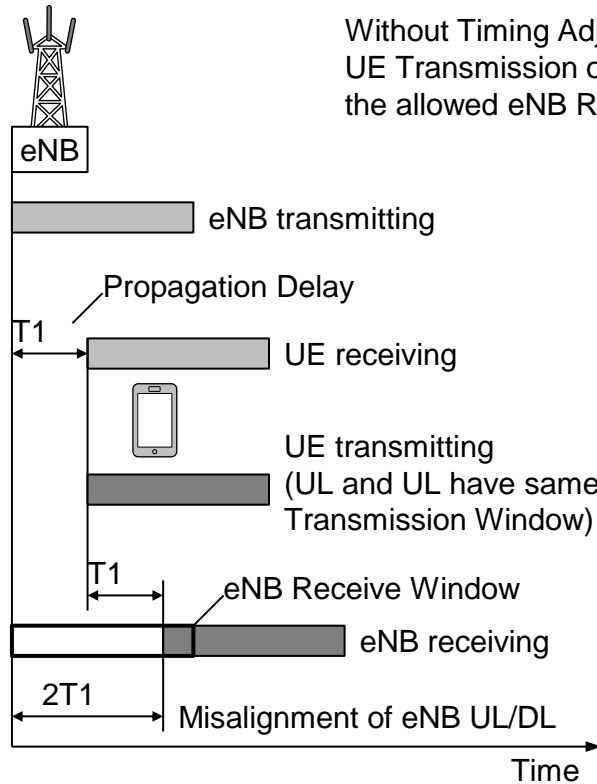 Without Timing
UE Transmission
the allowed eNB
eNB
eNB transmitting
Propagation Delay
T1
UE receiving
UE transmitting
(UL and UL have same
Transmission Window)
T1
eNB Receive Window
eNB receiving
2T1
Misalignment of eNB UL/DL
Time